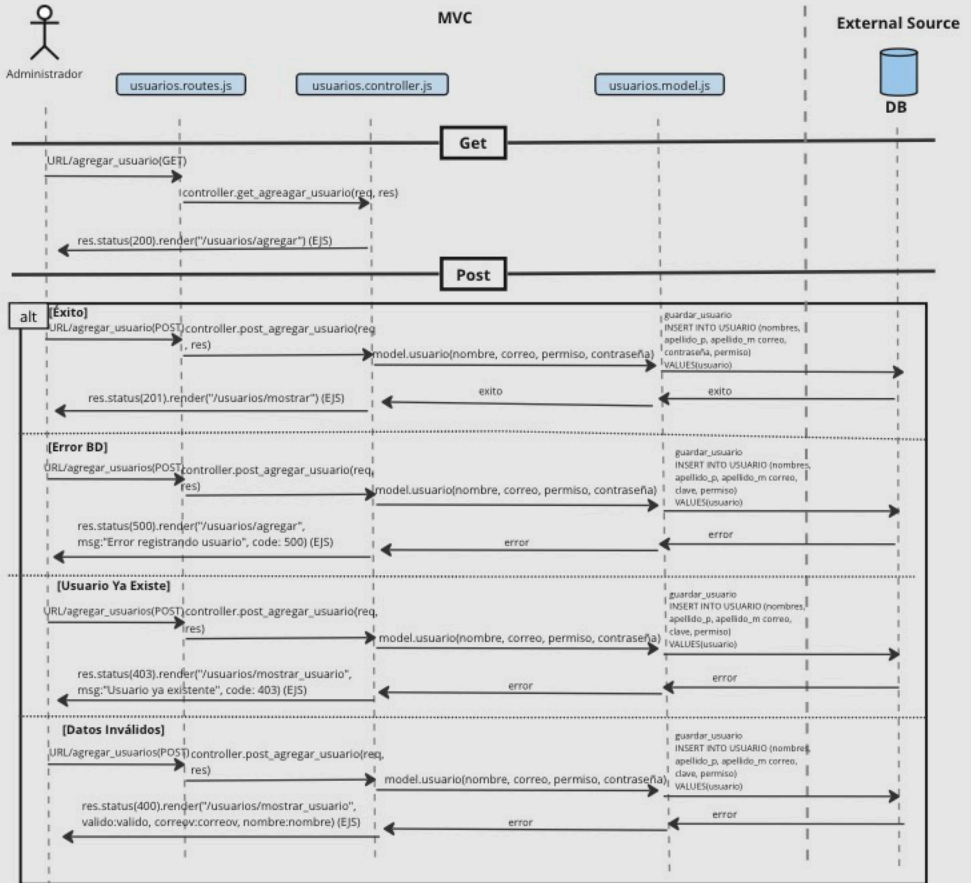 MVC
External Source
Administrador
usuarios.routes.js
usuarios.controller.js
usuarios.model.js
DB
Get
URL/agregar_usuario(GET)
controller.get_agreagar_usuario(req, res)
res.status(200).render("/usuarios/agregar") (EJS)
Post
alt
[Éxito]
URL/agregar_usuario(POST)
controller.post_agregar_usuario(req
, res)
model.usuario(nombre, correo, permiso, contraseña)
guardar_usuario
INSERT INTO USUARIO (nombres,
apellido_p, apellido_m correo,
contraseña, permiso)
VALUES(usuario)
exito
exito
res.status(201).render("/usuarios/mostrar") (EJS)
[Error BD]
URL/agregar_usuarios(POST)
controller.post_agregar_usuario(req,
res)
model.usuario(nombre, correo, permiso, contraseña)
guardar_usuario
INSERT INTO USUARIO (nombres,
apellido_p, apellido_m correo,
clave, permiso)
VALUES(usuario)
error
error
res.status(500).render("/usuarios/agregar",
msg:"Error registrando usuario", code: 500) (EJS)
[Usuario Ya Existe]
URL/agregar_usuarios(POST)
controller.post_agregar_usuario(req,
res)
model.usuario(nombre, correo, permiso, contraseña)
guardar_usuario
INSERT INTO USUARIO (nombres,
apellido_p, apellido_m correo,
clave, permiso)
VALUES(usuario)
error
error
res.status(403).render("/usuarios/mostrar_usuario",
msg:"Usuario ya existente", code: 403) (EJS)
[Datos Inválidos]
URL/agregar_usuarios(POST)
controller.post_agregar_usuario(req,
res)
model.usuario(nombre, correo, permiso, contraseña)
guardar_usuario
INSERT INTO USUARIO (nombres,
apellido_p, apellido_m correo,
clave, permiso)
VALUES(usuario)
error
error
res.status(400).render("/usuarios/mostrar_usuario",
valido:valido, correov:correov, nombre:nombre) (EJS)